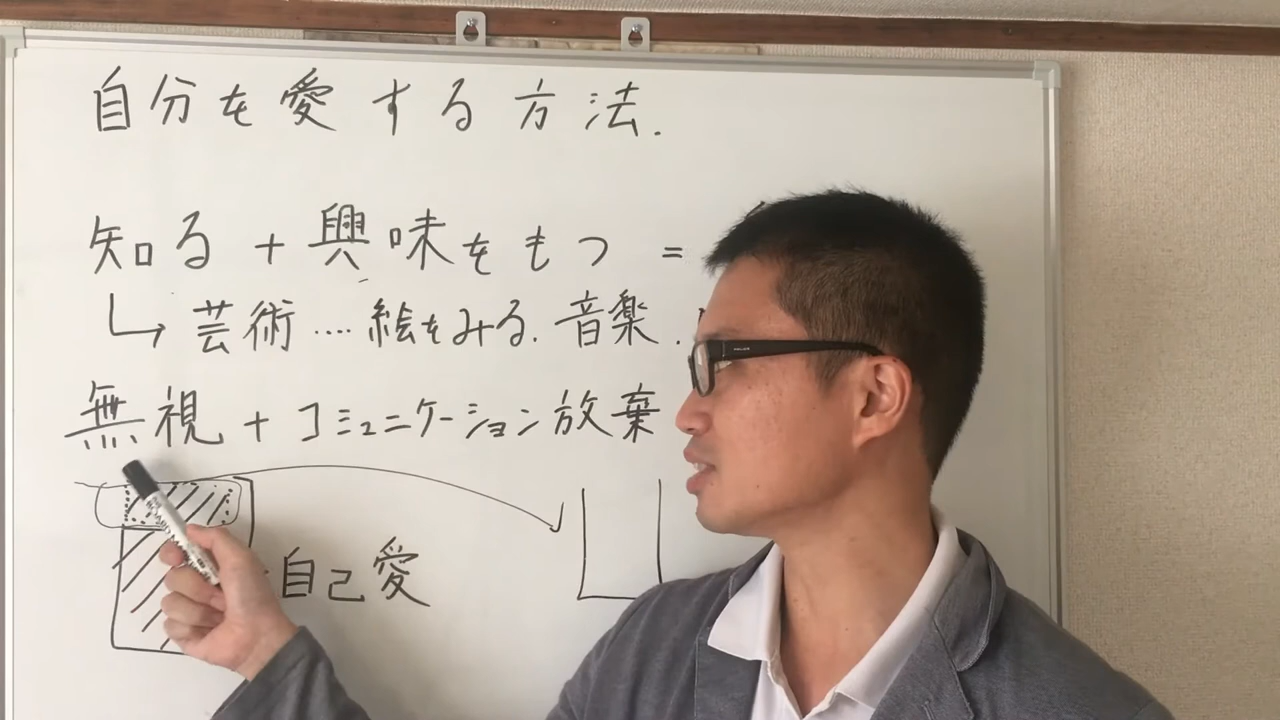 自分を愛する方法.
知る + 興味をもつ =
↳ 芸術 .... 絵をみる. 音楽.
無視 + コミュニケーション放棄
自己愛